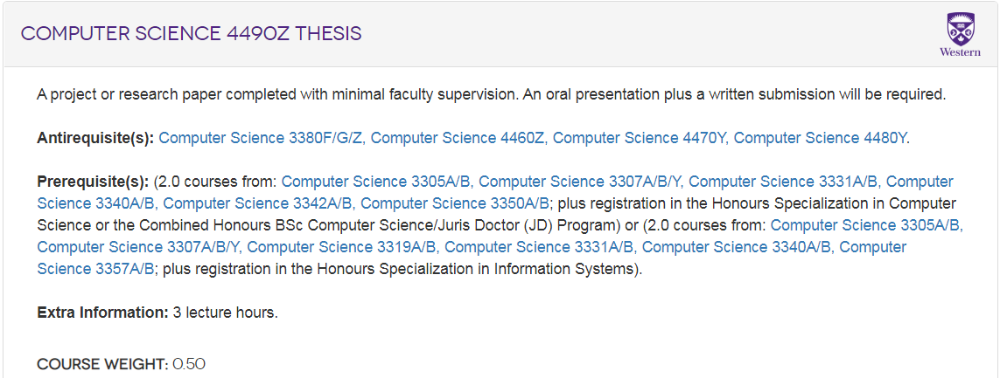 COMPUTER SCIENCE 4490Z THESIS
Western
A project or research paper completed with minimal faculty supervision. An oral presentation plus a written submission will be required.
Antirequisite(s): Computer Science 3380F/G/Z, Computer Science 4460Z, Computer Science 4470Y, Computer Science 4480Y.
Prerequisite(s): (2.0 courses from: Computer Science 3305A/B, Computer Science 3307A/B/Y, Computer Science 3331A/B, Computer
Science 3340A/B, Computer Science 3342A/B, Computer Science 3350A/B; plus registration in the Honours Specialization in Computer
Science or the Combined Honours BSc Computer Science/Juris Doctor (JD) Program) or (2.0 courses from: Computer Science 3305A/B,
Computer Science 3307A/B/Y, Computer Science 3319A/B, Computer Science 3331A/B, Computer Science 3340A/B, Computer
Science 3357A/B; plus registration in the Honours Specialization in Information Systems).
Extra Information: 3 lecture hours.
COURSE WEIGHT: 0.50